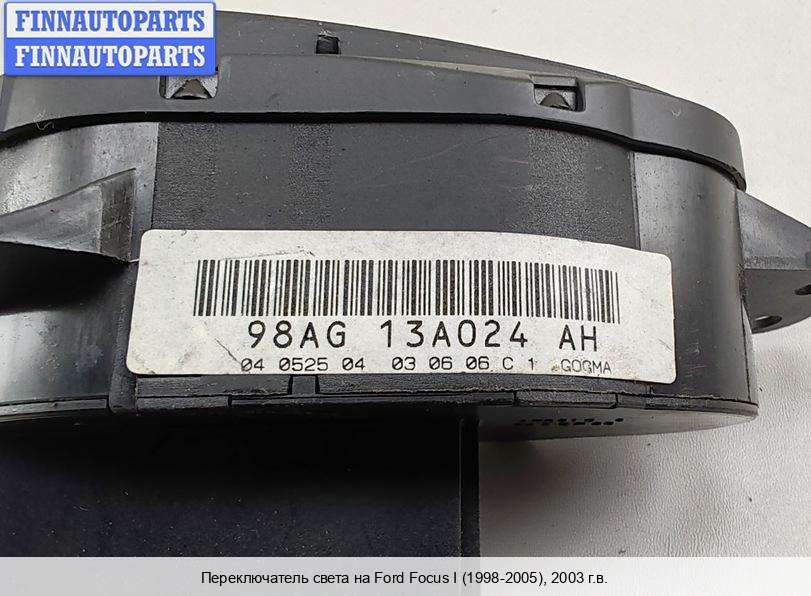 FINNAUTOPARTS
FINNAUTOPARTS
98AG 13A024 AH
04 0525 04 03 06 06 C 1 GOGMA
Переключатель света на Ford Focus I (1998-2005), 2003 г.в.